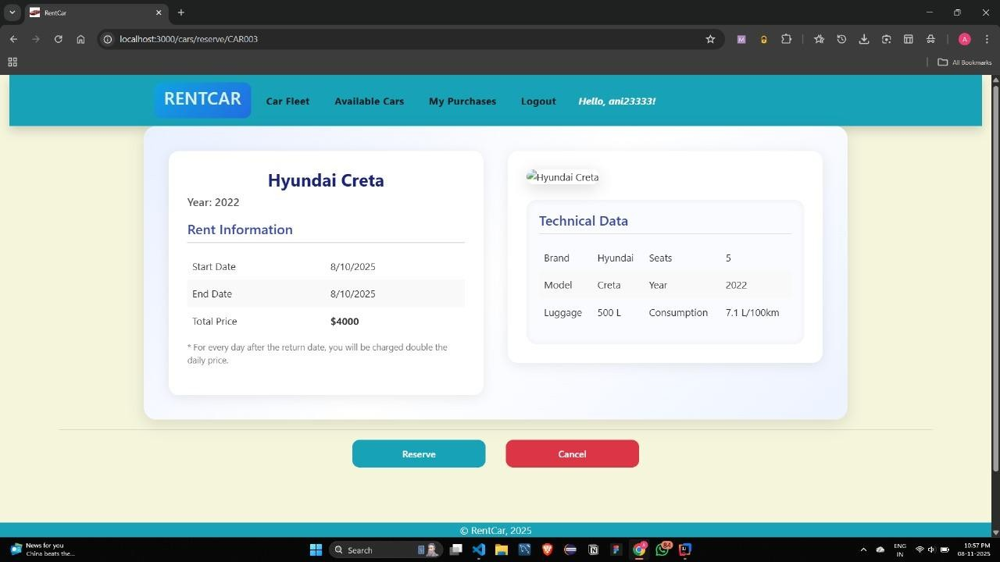 RentCar
localhost:3000/cars/reserve/CAR003
M
A
All Bookmarks
RENTCAR
Car Fleet
Available Cars
My Purchases
Logout
Hello, ani23333!
Hyundai Creta
Year: 2022
Rent Information
Start Date 8/10/2025
End Date 8/10/2025
Total Price $4000
* For every day after the return date, you will be charged double the
daily price.
Hyundai Creta
Technical Data
Brand Hyundai Seats 5
Model Creta Year 2022
Luggage 500 L Consumption 7.1 L/100km
Reserve
Cancel
© RentCar, 2025
News for you
China beats the...
Search
84
ENG
IN
10:57 PM
08-11-2025